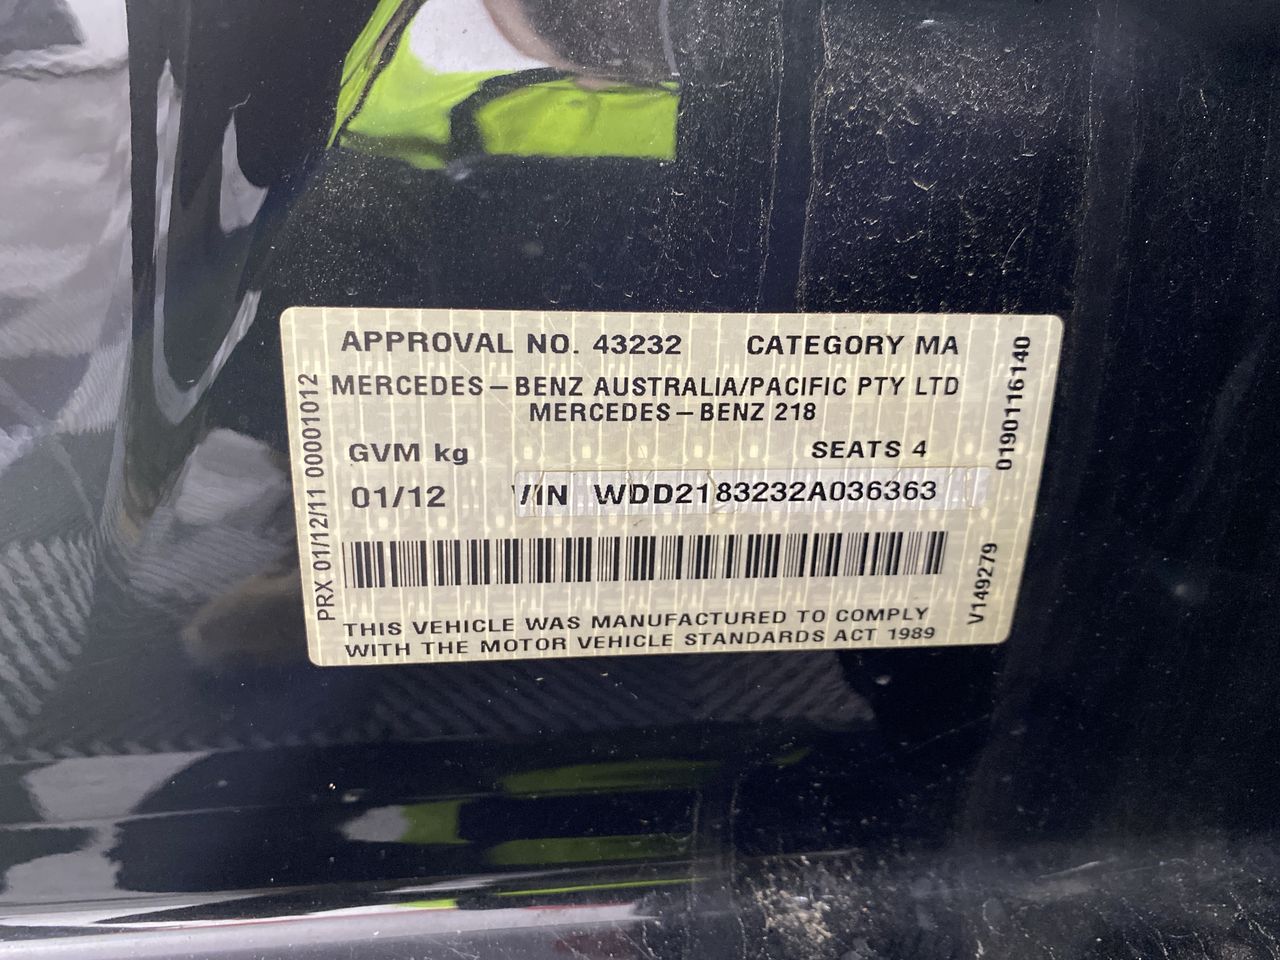 APPROVAL NO. 43232 CATEGORY MA
MERCEDES-BENZ AUSTRALIA/PACIFIC PTY LTD
MERCEDES-BENZ 218
GVM kg SEATS 4
01/12 VIN WDD2183232A036363
THIS VEHICLE WAS MANUFACTURED TO COMPLY
WITH THE MOTOR VEHICLE STANDARDS ACT 1989
PRX 01/12/11 00001012
0190116140
V149279